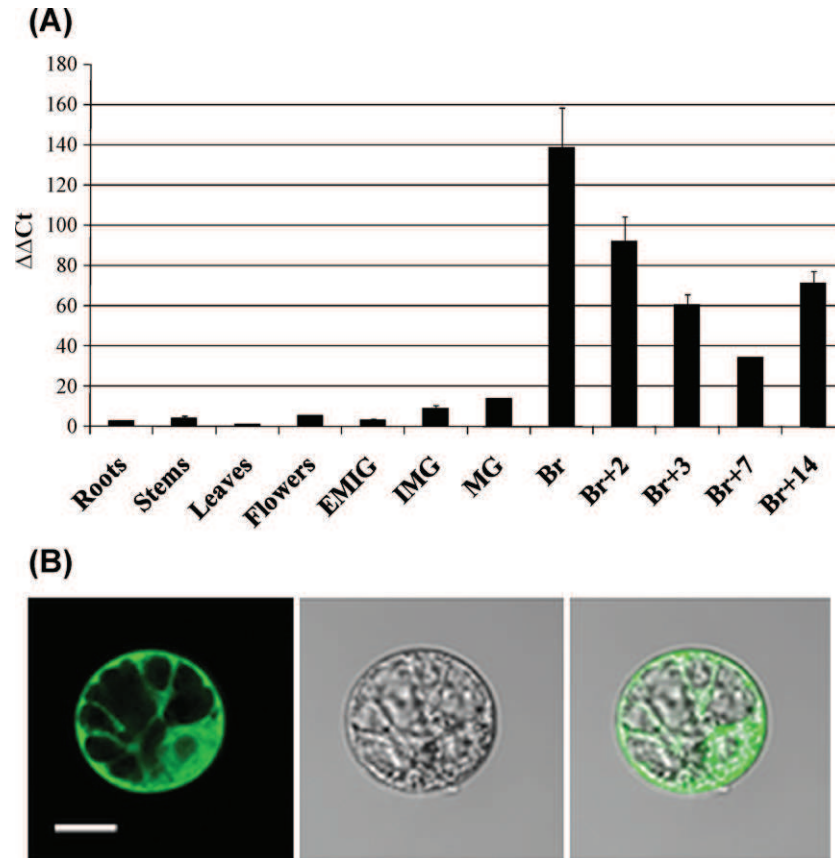 (A)
180
160
140
120
100
80
60
40
20
0
ΔΔCt
Roots
Stems
Leaves
Flowers
EMIG
IMG
MG
Br
Br+2
Br+3
Br+7
Br+14
(B)